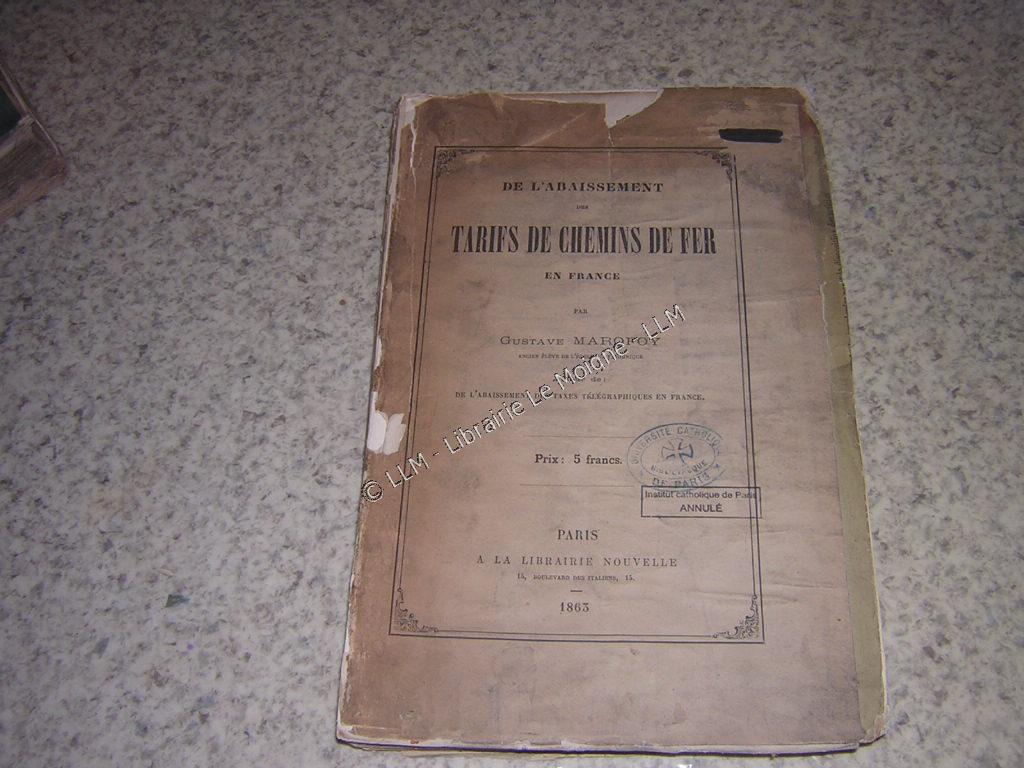 DE L'ABAISSEMENT
DES
TARIFS DE CHEMINS DE FER
EN FRANCE
PAR
GUSTAVE MARQFOY
ANCIEN ÉLÈVE DE L'ÉCOLE
de:
DE L'ABAISSEMENT DES TAXES TÉLÉGRAPHIQUES EN FRANCE.
Prix: 5 francs.
UNIVERSITÉ CATHOLIQUE
BIBLIOTHÈQUE
DE PARIS
Institut catholique de Paris
ANNULÉ
PARIS
A LA LIBRAIRIE NOUVELLE
15, BOULEVARD DES ITALIENS, 15.
1863
© LLM - Librairie Le Moigne - LLM